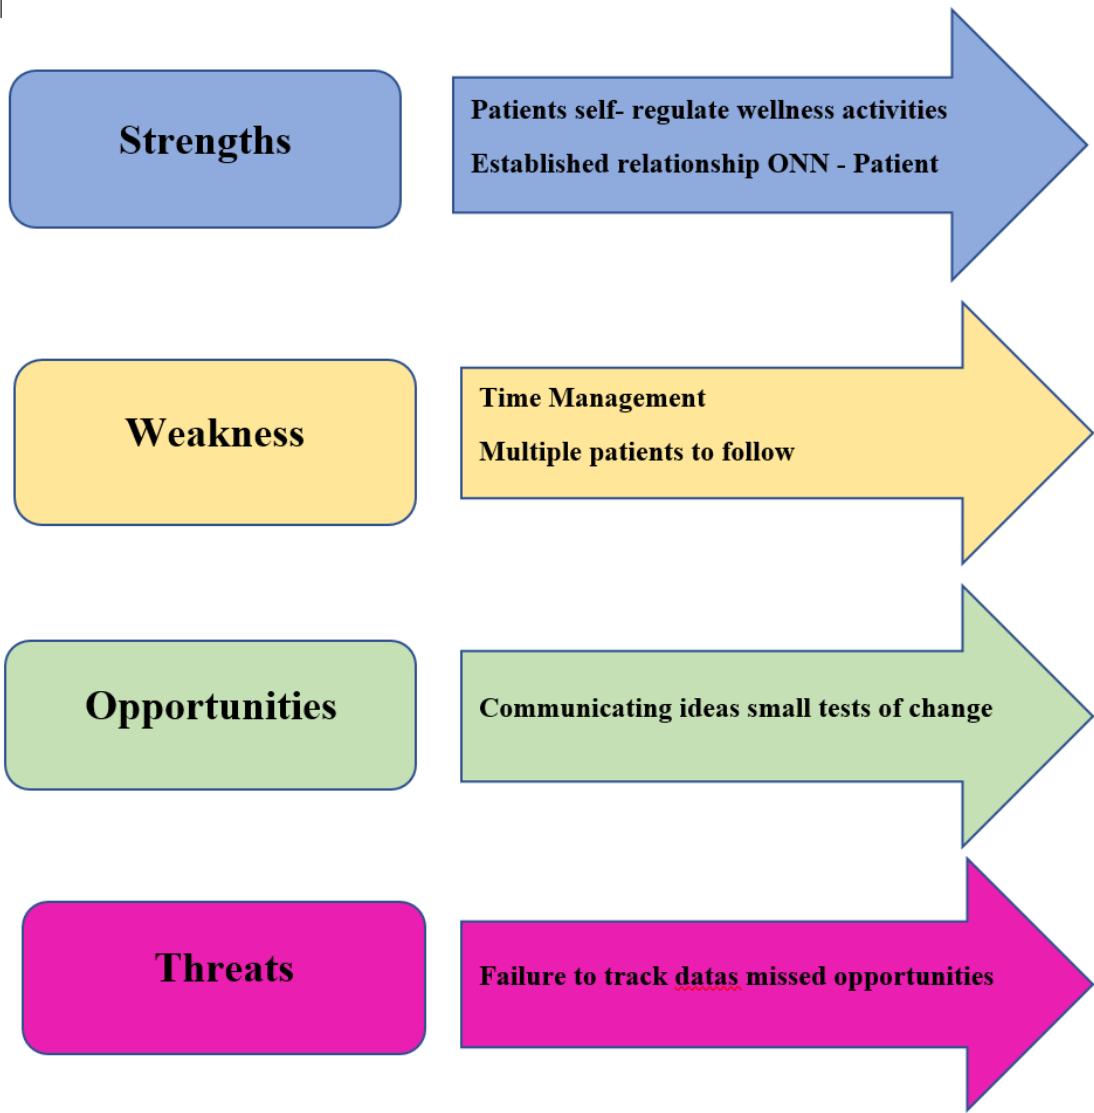 Strengths
Patients self- regulate wellness activities
Established relationship ONN - Patient
Weakness
Time Management
Multiple patients to follow
Opportunities
Communicating ideas small tests of change
Threats
Failure to track datas missed opportunities